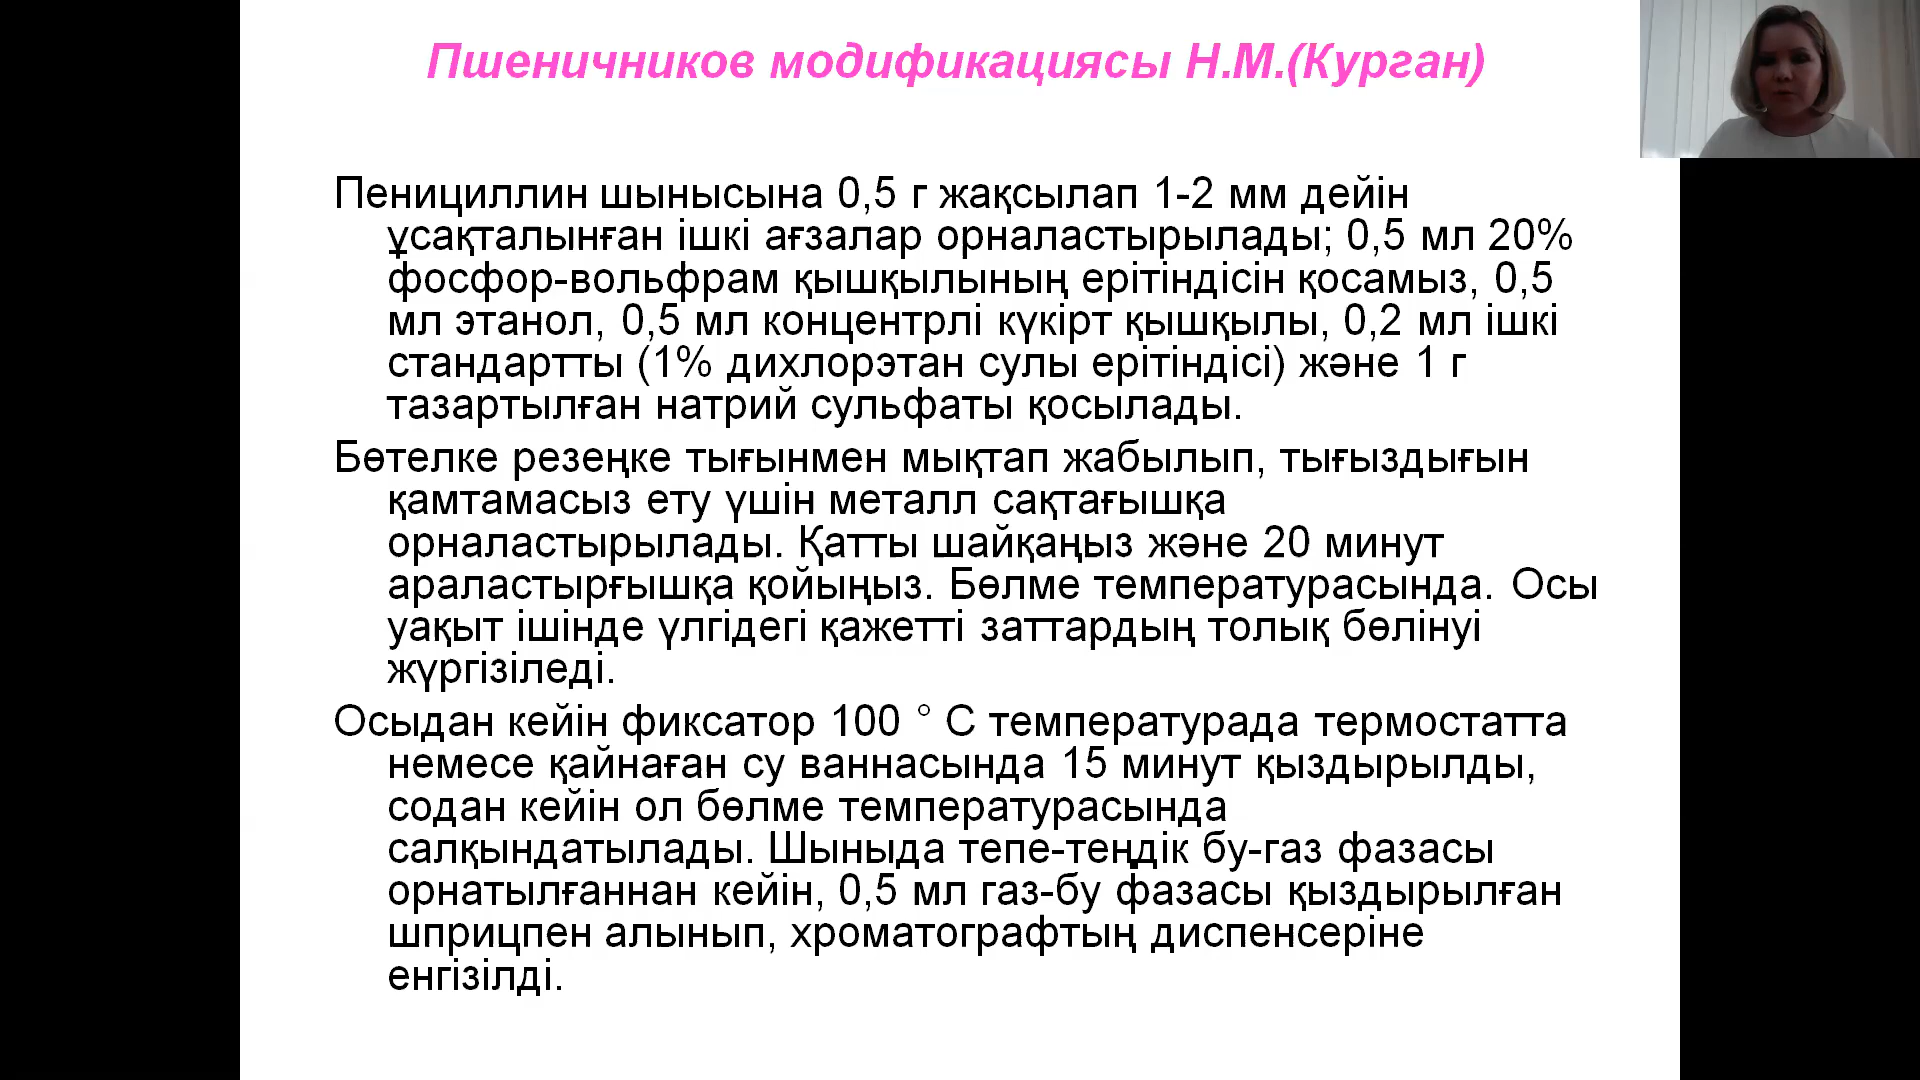 Пшеничников модификациясы Н.М.(Курган)
Пенициллин шынысына 0,5 г жақсылап 1-2 мм дейін
ұсақталынған ішкі ағзалар орналастырылады; 0,5 мл 20%
фосфор-вольфрам қышқылының ерітіндісін қосамыз, 0,5
мл этанол, 0,5 мл концентрлі күкірт қышқылы, 0,2 мл ішкі
стандартты (1% дихлорэтан сулы ерітіндісі) және 1 г
тазартылған натрий сульфаты қосылады.
Бөтелке резеңке тығынмен мықтап жабылып, тығыздығын
қамтамасыз ету үшін металл сақтағышқа
орналастырылады. Қатты шайқаңыз және 20 минут
араластырғышқа қойыңыз. Бөлме температурасында. Осы
уақыт ішінде үлгідегі қажетті заттардың толық бөлінуі
жүргізіледі.
Осыдан кейін фиксатор 100 ° С температурада термостатта
немесе қайнаған су ваннасында 15 минут қыздырылды,
содан кейін ол бөлме температурасында
салқындатылады. Шыныда тепе-теңдік бу-газ фазасы
орнатылғаннан кейін, 0,5 мл газ-бу фазасы қыздырылған
шприцпен алынып, хроматографтың диспенсеріне
енгізілді.